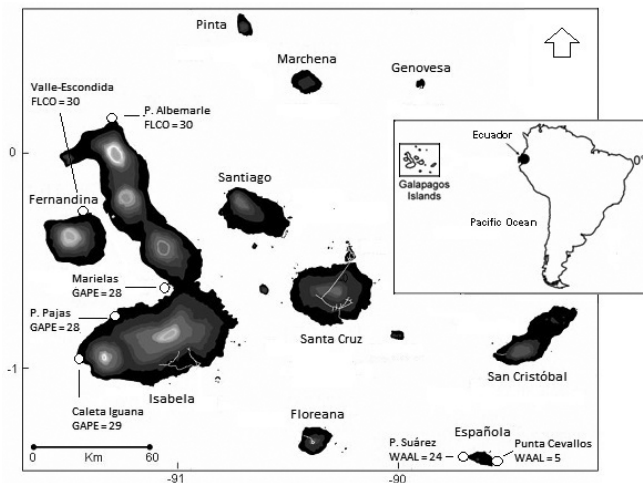 Pinta
Marchena
Genovesa
Valle-Escondida
FLCO = 30
P. Albemarle
FLCO = 30
Ecuador
0°
0
Galapagos
Islands
Santiago
Fernandina
Pacific Ocean
Marielas
GAPE = 28
P. Pajas
GAPE = 28
Santa Cruz
San Cristóbal
-1
Isabela
Caleta Iguana
GAPE = 29
Floreana
Española
P. Suárez
WAAL = 24
Punta Cevallos
WAAL = 5
0
Km
60
-91
-90